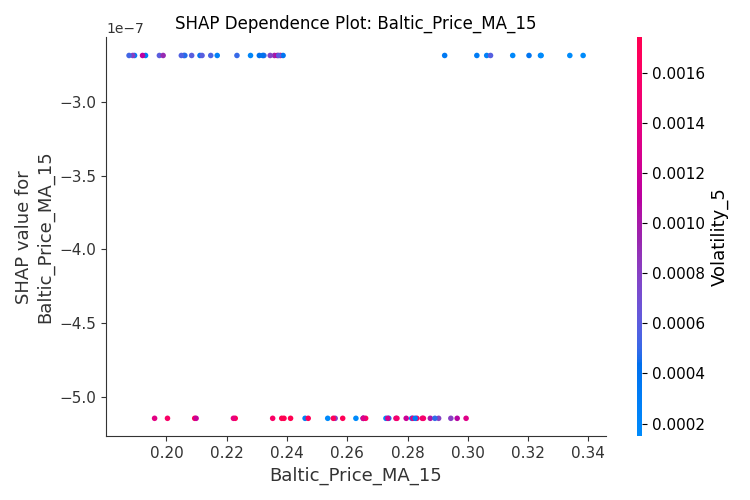 SHAP Dependence Plot: Baltic_Price_MA_15
1e−7
−3.0
−3.5
−4.0
−4.5
−5.0
SHAP value for
Baltic_Price_MA_15
0.20 0.22 0.24 0.26 0.28 0.30 0.32 0.34
Baltic_Price_MA_15
0.0016
0.0014
0.0012
0.0010
0.0008
0.0006
0.0004
0.0002
Volatility_5